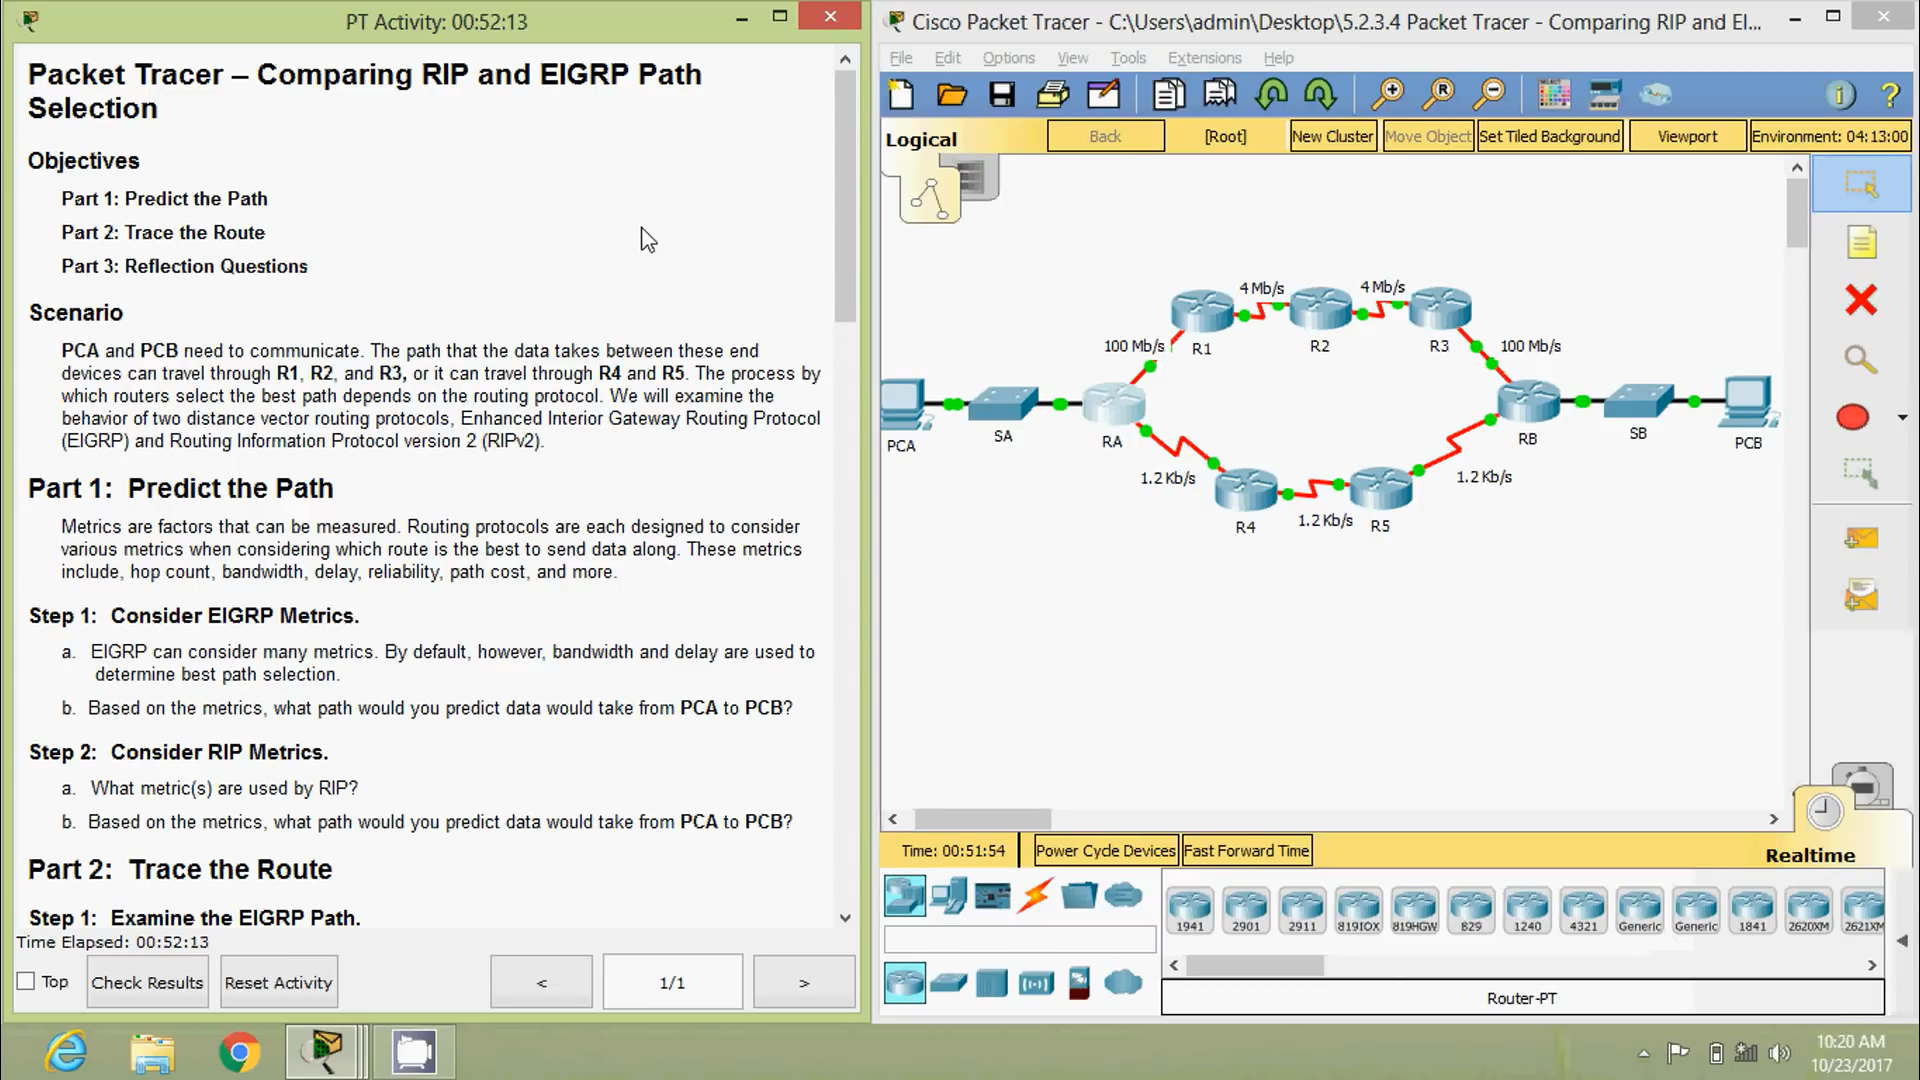 PT Activity: 00:52:13
Packet Tracer – Comparing RIP and EIGRP Path
Selection
Objectives
Part 1: Predict the Path
Part 2: Trace the Route
Part 3: Reflection Questions
Scenario
PCA and PCB need to communicate. The path that the data takes between these end
devices can travel through R1, R2, and R3, or it can travel through R4 and R5. The process by
which routers select the best path depends on the routing protocol. We will examine the
behavior of two distance vector routing protocols, Enhanced Interior Gateway Routing Protocol
(EIGRP) and Routing Information Protocol version 2 (RIPv2).
Part 1: Predict the Path
Metrics are factors that can be measured. Routing protocols are each designed to consider
various metrics when considering which route is the best to send data along. These metrics
include, hop count, bandwidth, delay, reliability, path cost, and more.
Step 1: Consider EIGRP Metrics.
a. EIGRP can consider many metrics. By default, however, bandwidth and delay are used to
determine best path selection.
b. Based on the metrics, what path would you predict data would take from PCA to PCB?
Step 2: Consider RIP Metrics.
a. What metric(s) are used by RIP?
b. Based on the metrics, what path would you predict data would take from PCA to PCB?
Part 2: Trace the Route
Step 1: Examine the EIGRP Path.
Time Elapsed: 00:52:13
Top
Check Results
Reset Activity
<
1/1
>
Cisco Packet Tracer - C:\Users\admin\Desktop\5.2.3.4 Packet Tracer - Comparing RIP and EI...
File Edit Options View Tools Extensions Help
Logical
Back
[Root]
New Cluster
Move Object
Set Tiled Background
Viewport
Environment: 04:13:00
4 Mb/s
4 Mb/s
100 Mb/s
R1
R2
R3
100 Mb/s
PCA
SA
RA
RB
SB
PCB
1.2 Kb/s
1.2 Kb/s
R4
1.2 Kb/s
R5
Time: 00:51:54
Power Cycle Devices
Fast Forward Time
Realtime
1941
2901
2911
819IOX
819HGW
829
1240
4321
Generic
Generic
1841
2620XM
2621XM
Router-PT
10:20 AM
10/23/2017